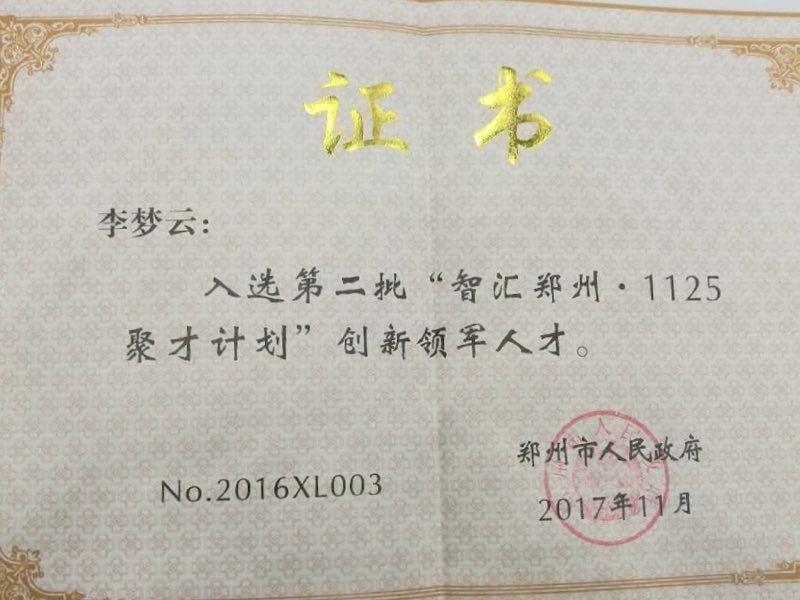 证书
李梦云：
入选第二批“智汇郑州·1125
聚才计划”创新领军人才。
郑州市人民政府
No.2016XL003
2017年11月